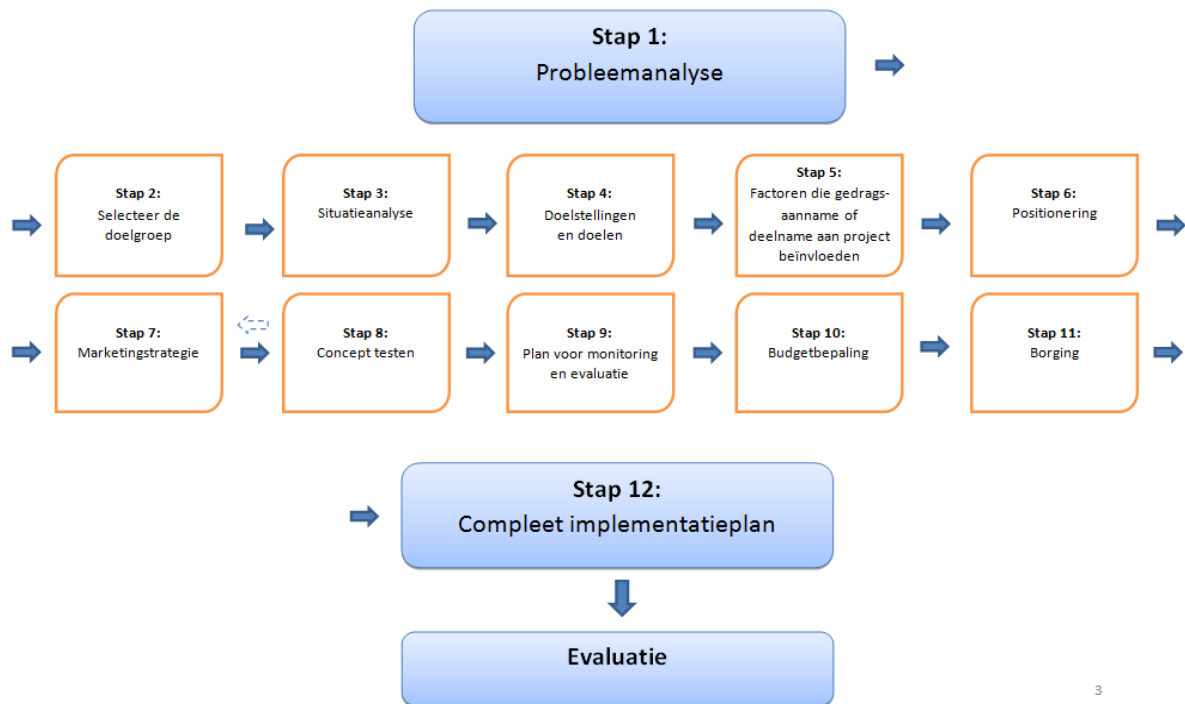 Stap 1:
Probleemanalyse
Stap 2:
Selecteer de
doelgroep
Stap 3:
Situatieanalyse
Stap 4:
Doelstellingen
en doelen
Stap 5:
Factoren die gedrags-
aanname of
deelname aan project
beïnvloeden
Stap 6:
Positionering
Stap 7:
Marketingstrategie
Stap 8:
Concept testen
Stap 9:
Plan voor monitoring
en evaluatie
Stap 10:
Budgetbepaling
Stap 11:
Borging
Stap 12:
Compleet implementatieplan
Evaluatie
3